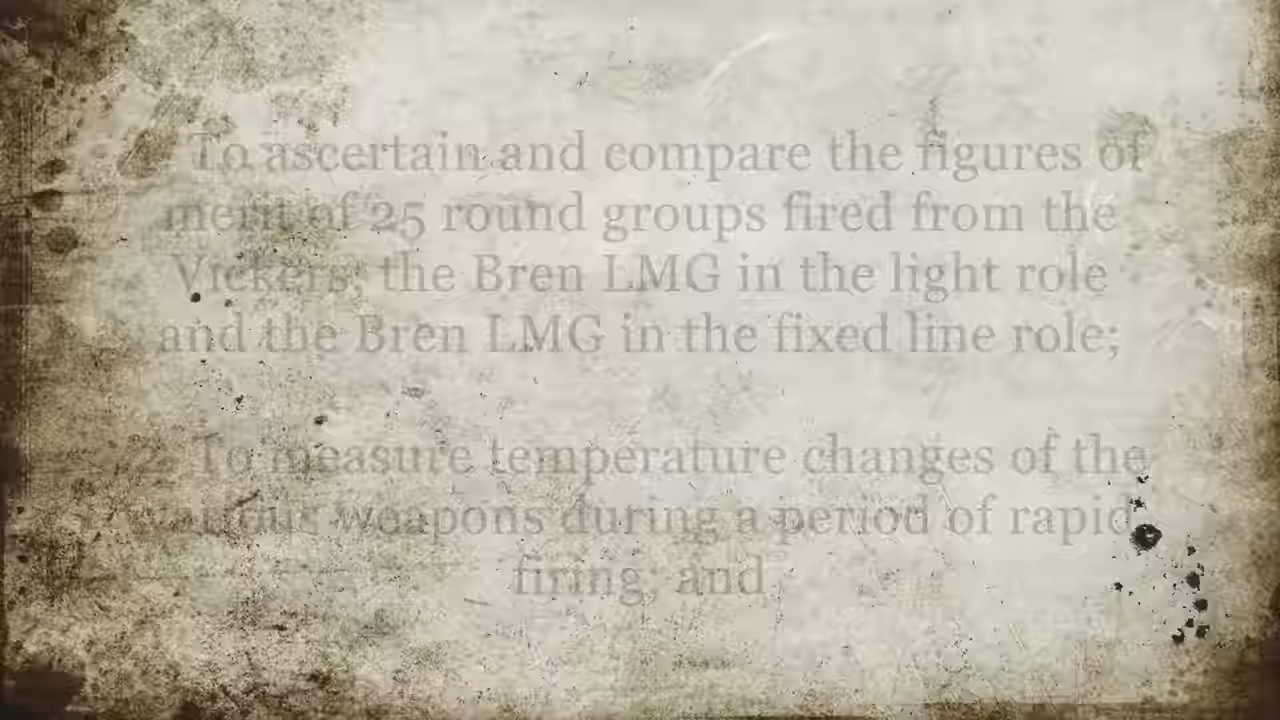 To ascertain and compare the figures of
merit of 25 round groups fired from the
Vickers, the Bren LMG in the light role
and the Bren LMG in the fixed line role;
To measure temperature changes of the
various weapons during a period of rapid
firing; and